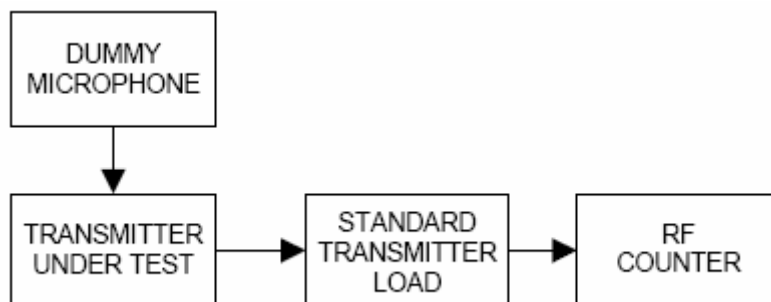 DUMMY
MICROPHONE
TRANSMITTER
UNDER TEST
STANDARD
TRANSMITTER
LOAD
RF
COUNTER